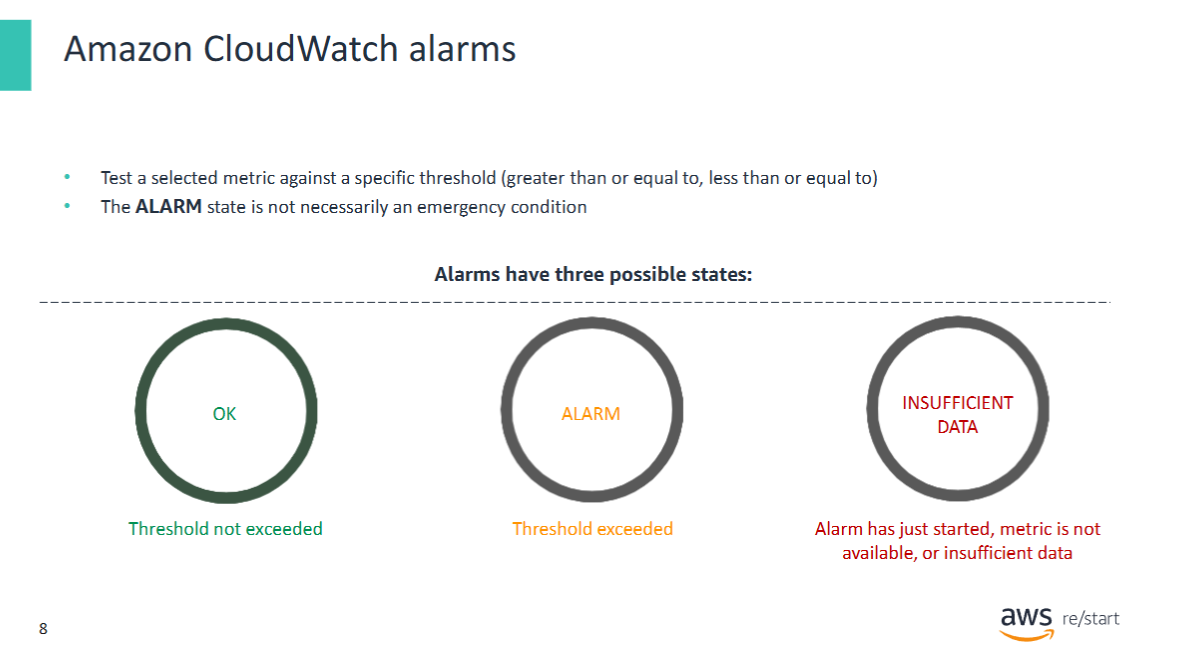 Amazon CloudWatch alarms
• Test a selected metric against a specific threshold (greater than or equal to, less than or equal to)
• The ALARM state is not necessarily an emergency condition
Alarms have three possible states:
OK
ALARM
INSUFFICIENT
DATA
Threshold not exceeded
Threshold exceeded
Alarm has just started, metric is not
available, or insufficient data
8
aws re/start